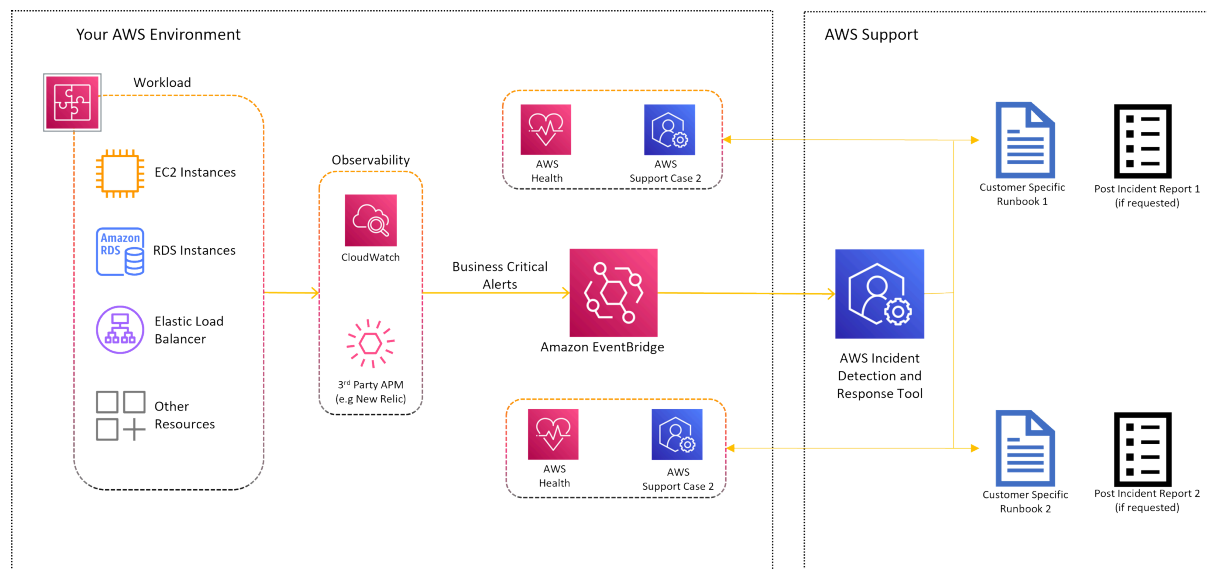 Your AWS Environment
AWS Support
Workload
EC2 Instances
Amazon
RDS
RDS Instances
Elastic Load
Balancer
Other
Resources
Observability
CloudWatch
3rd Party APM
(e.g New Relic)
Business Critical
Alerts
Amazon EventBridge
AWS
Health
AWS
Support Case 2
AWS
Health
AWS
Support Case 2
AWS Incident
Detection and
Response Tool
Customer Specific
Runbook 1
Post Incident Report 1
(if requested)
Customer Specific
Runbook 2
Post Incident Report 2
(if requested)